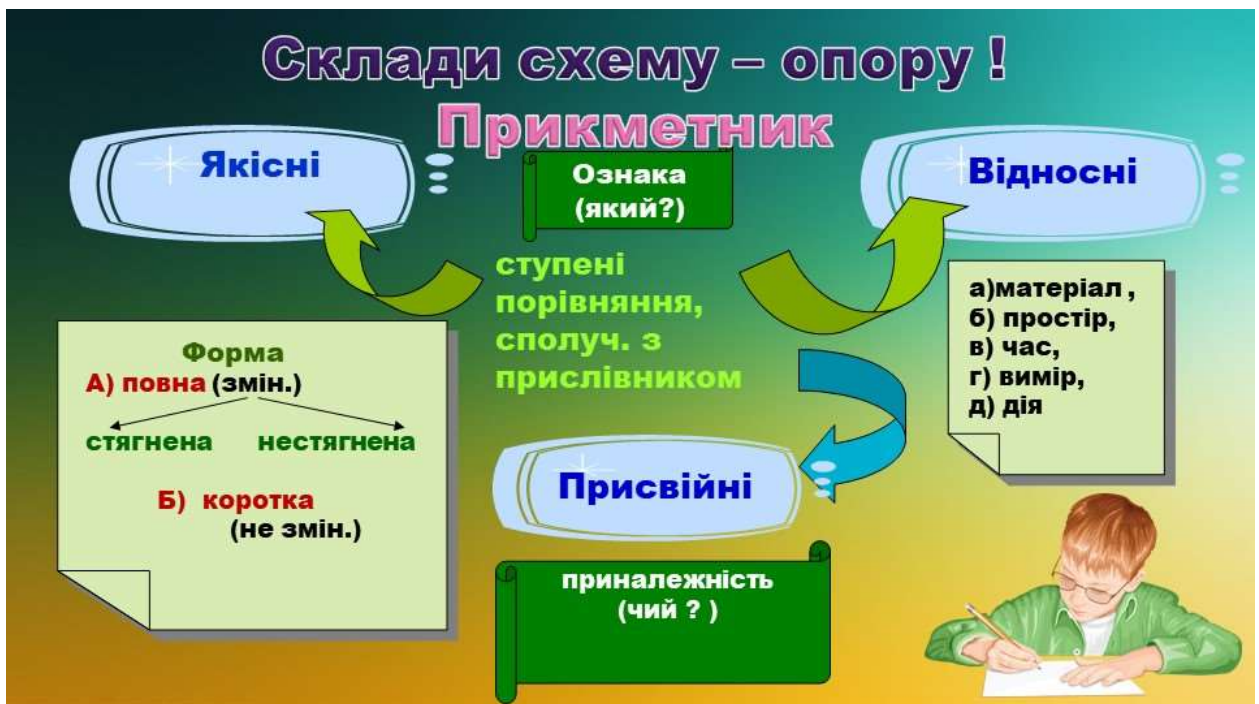 Склади схему – опору !
Прикметник
Якісні
Ознака
(який?)
Відносні
ступені
порівняння,
сполуч. з
прислівником
а)матеріал ,
б) простір,
в) час,
г) вимір,
д) дія
Форма
А) повна (змін.)
стягнена нестягнена
Б) коротка
(не змін.)
Присвійні
приналежність
(чий ? )